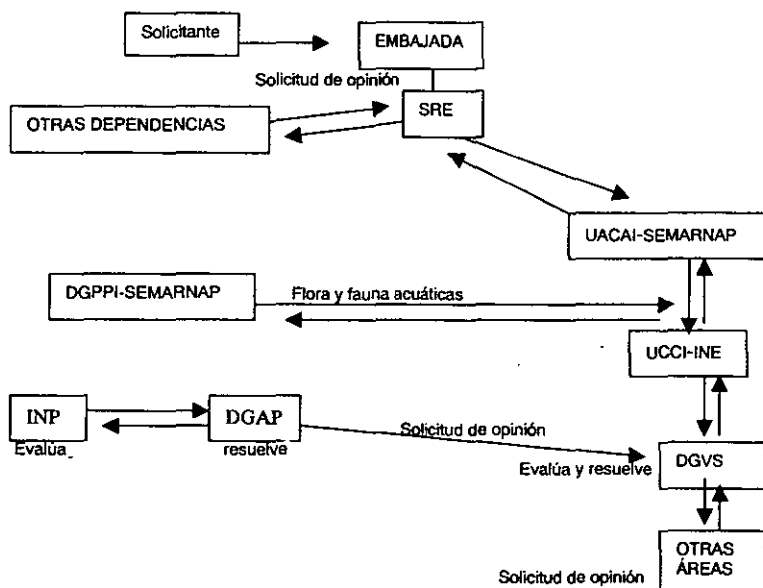 Solicitante
EMBAJADA
Solicitud de opinión
SRE
OTRAS DEPENDENCIAS
UACAI-SEMARNAP
DGPPI-SEMARNAP
Flora y fauna acuáticas
UCCI-INE
INP
DGAP
Solicitud de opinión
Evalúa
resuelve
Evalúa y resuelve
DGVS
OTRAS
ÁREAS
Solicitud de opinión